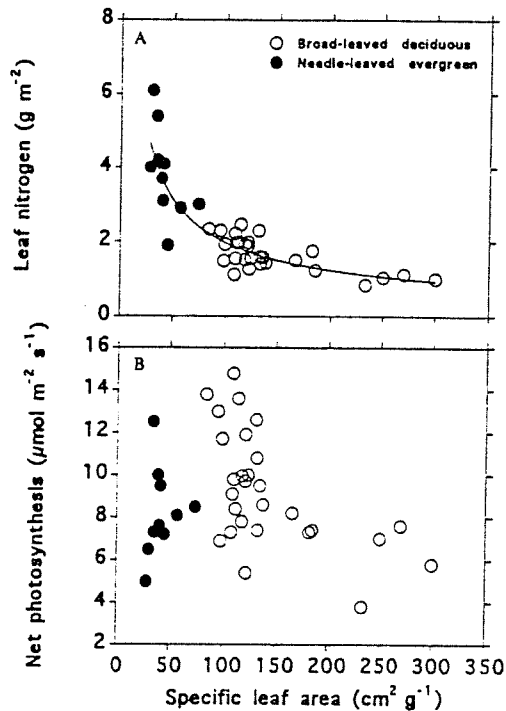 A
Broad-leaved deciduous
Needle-leaved evergreen
Leaf nitrogen (g m⁻²)
8
6
4
2
0
B
Net photosynthesis (µmol m⁻² s⁻¹)
16
14
12
10
8
6
4
2
0 50 100 150 200 250 300 350
Specific leaf area (cm² g⁻¹)